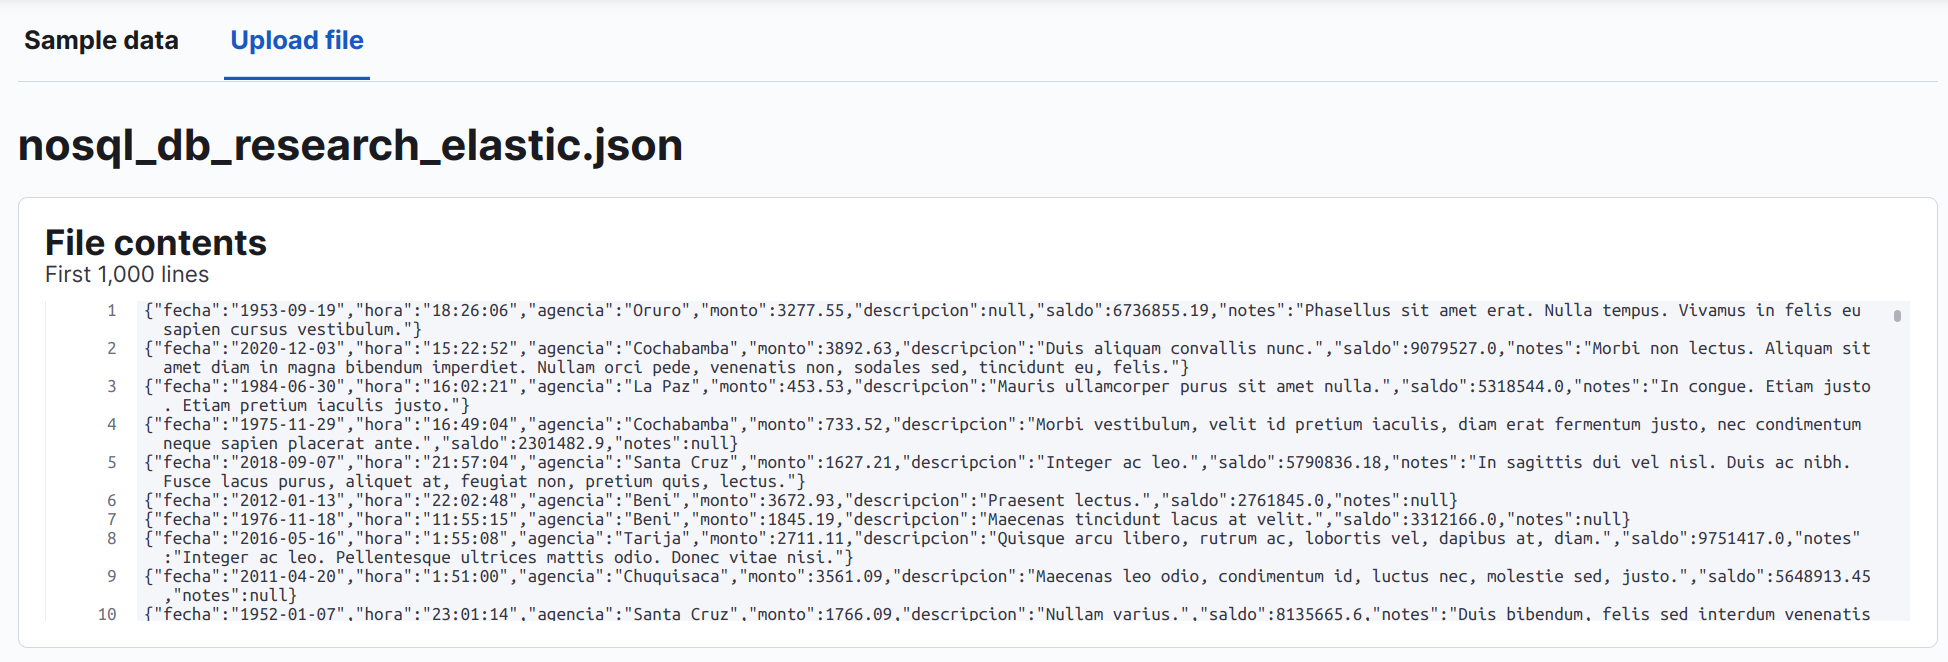 Sample data
Upload file
nosql_db_research_elastic.json
File contents
First 1,000 lines
1 {"fecha":"1953-09-19","hora":"18:26:06","agencia":"Oruro","monto":3277.55,"descripcion":null,"saldo":6736855.19,"notes":"Phasellus sit amet erat. Nulla tempus. Vivamus in felis eu
sapien cursus vestibulum."}
2 {"fecha":"2020-12-03","hora":"15:22:52","agencia":"Cochabamba","monto":3892.63,"descripcion":"Duis aliquam convallis nunc.","saldo":9079527.0,"notes":"Morbi non lectus. Aliquam sit
amet diam in magna bibendum imperdiet. Nullam orci pede, venenatis non, sodales sed, tincidunt eu, felis."}
3 {"fecha":"1984-06-30","hora":"16:02:21","agencia":"La Paz","monto":453.53,"descripcion":"Mauris ullamcorper purus sit amet nulla.","saldo":5318544.0,"notes":"In congue. Etiam justo
. Etiam pretium iaculis justo."}
4 {"fecha":"1975-11-29","hora":"16:49:04","agencia":"Cochabamba","monto":733.52,"descripcion":"Morbi vestibulum, velit id pretium iaculis, diam erat fermentum justo, nec condimentum
neque sapien placerat ante.","saldo":2301482.9,"notes":null}
5 {"fecha":"2018-09-07","hora":"21:57:04","agencia":"Santa Cruz","monto":1627.21,"descripcion":"Integer ac leo.","saldo":5790836.18,"notes":"In sagittis dui vel nisl. Duis ac nibh.
Fusce lacus purus, aliquet at, feugiat non, pretium quis, lectus."}
6 {"fecha":"2012-01-13","hora":"22:02:48","agencia":"Beni","monto":3672.93,"descripcion":"Praesent lectus.","saldo":2761845.0,"notes":null}
7 {"fecha":"1976-11-18","hora":"11:55:15","agencia":"Beni","monto":1845.19,"descripcion":"Maecenas tincidunt lacus at velit.","saldo":3312166.0,"notes":null}
8 {"fecha":"2016-05-16","hora":"1:55:08","agencia":"Tarija","monto":2711.11,"descripcion":"Quisque arcu libero, rutrum ac, lobortis vel, dapibus at, diam.","saldo":9751417.0,"notes"
:"Integer ac leo. Pellentesque ultrices mattis odio. Donec vitae nisi."}
9 {"fecha":"2011-04-20","hora":"1:51:00","agencia":"Chuquisaca","monto":3561.09,"descripcion":"Maecenas leo odio, condimentum id, luctus nec, molestie sed, justo.","saldo":5648913.45
,"notes":null}
10 {"fecha":"1952-01-07","hora":"23:01:14","agencia":"Santa Cruz","monto":1766.09,"descripcion":"Nullam varius.","saldo":8135665.6,"notes":"Duis bibendum, felis sed interdum venenatis